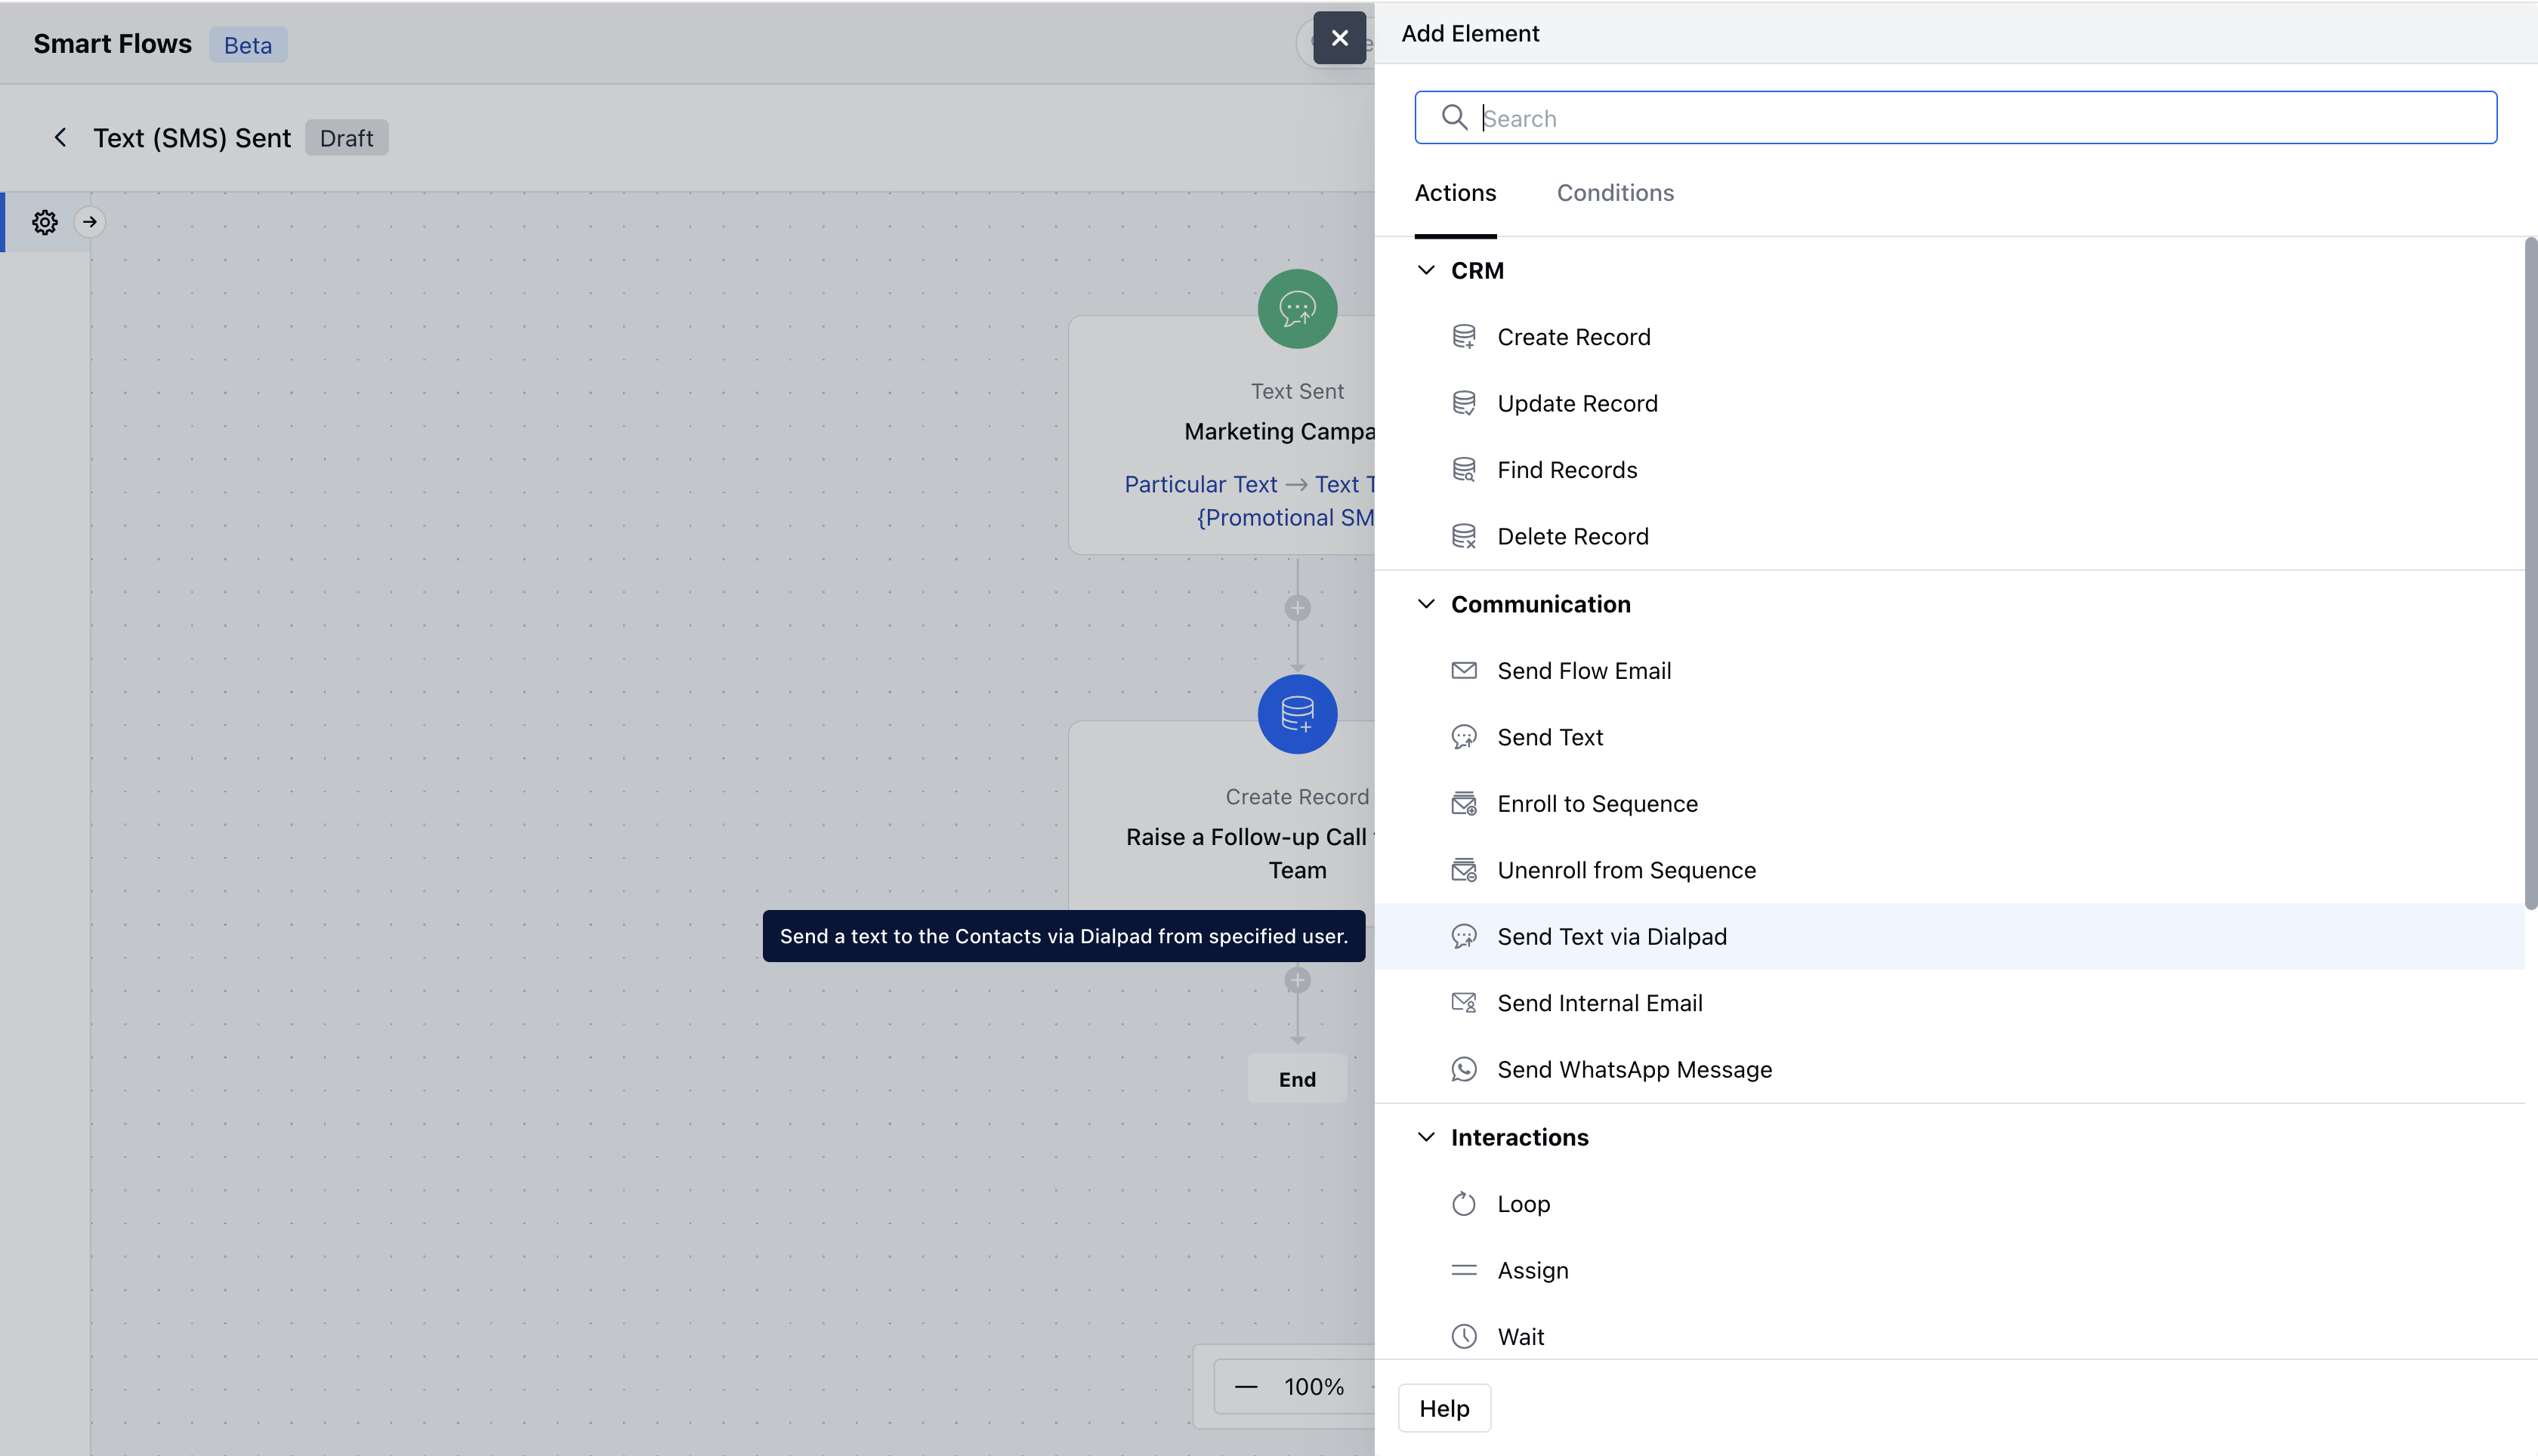 Smart Flows Beta
Text (SMS) Sent Draft
Text Sent
Marketing
Particular Text → Text
{Promotional
Create Record
Raise a Follow-up Call
Team
Send a text to the Contacts via Dialpad from specified user.
End
100%
Add Element
Search
Actions Conditions
CRM
Create Record
Update Record
Find Records
Delete Record
Communication
Send Flow Email
Send Text
Enroll to Sequence
Unenroll from Sequence
Send Text via Dialpad
Send Internal Email
Send WhatsApp Message
Interactions
Loop
Assign
Wait
Help